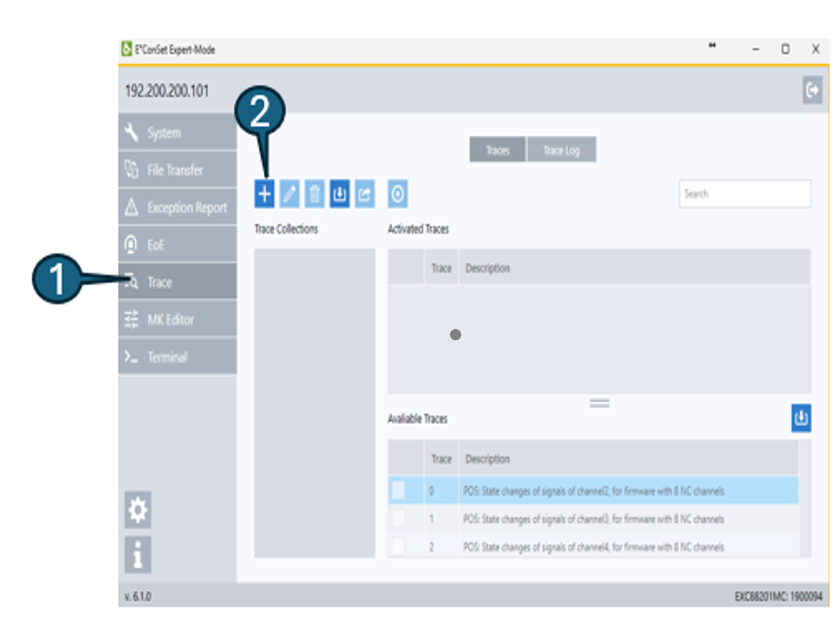 E°ConSet Expert-Mode
192.200.200.101
2
System
File Transfer
Exception Report
EoE
1
Trace
MK Editor
Terminal
Traces
Trace Log
Search
Trace Collections
Activated Traces
Trace Description
Available Traces
Trace Description
0 POS: State changes of signals of channel2, for firmware with 8 NC channels
1 POS: State changes of signals of channel3, for firmware with 8 NC channels
2 POS: State changes of signals of channel4, for firmware with 8 NC channels
v. 6.1.0
EXC88201MC: 1900094